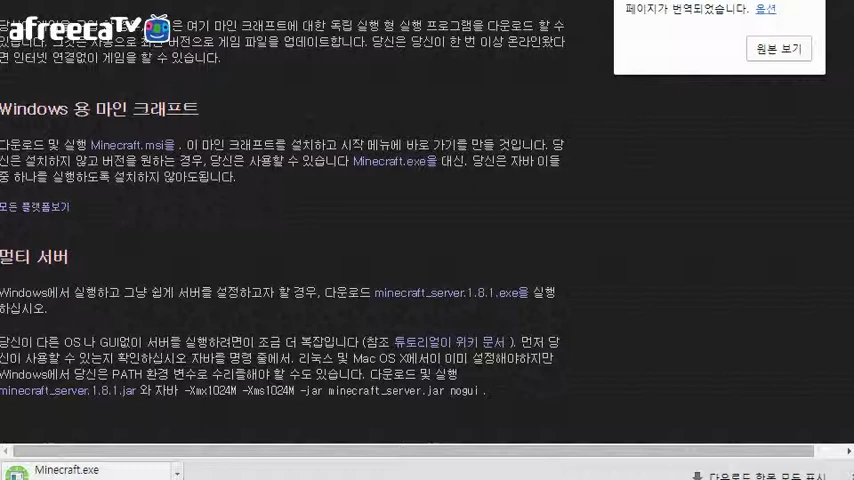 afreecaTV
페이지가 번역되었습니다. 옵션
원본 보기
은 여기 마인 크래프트에 대한 독립 실행 형 실행 프로그램을 다운로드 할 수
있습니다. 그것은 사용으로 최신 버전으로 게임 파일을 업데이트합니다. 당신은 당신이 한 번 이상 온라인왔다
면 인터넷 연결없이 게임을 할 수 있습니다.
Windows 용 마인 크래프트
다운로드 및 실행 Minecraft.msi을 . 이 마인 크래프트를 설치하고 시작 메뉴에 바로 가기를 만들 것입니다. 당
신은 설치하지 않고 버전을 원하는 경우, 당신은 사용할 수 있습니다 Minecraft.exe을 대신. 당신은 자바 이들
중 하나를 실행하도록 설치하지 않아도됩니다.
모든 플랫폼보기
멀티 서버
Windows에서 실행하고 그냥 쉽게 서버를 설정하고자 할 경우, 다운로드 minecraft_server.1.8.1.exe을 실행
하십시오.
당신이 다른 OS 나 GUI없이 서버를 실행하려면이 조금 더 복잡입니다 (참조 튜토리얼이 위키 문서 ). 먼저 당
신이 사용할 수 있는지 확인하십시오 자바를 명령 줄에서. 리눅스 및 Mac OS X에서이 이미 설정해야하지만
Windows에서 당신은 PATH 환경 변수로 수리들해야 할 수도 있습니다. 다운로드 및 실행
minecraft_server.1.8.1.jar 와 자바 -Xmx1024M -Xms1024M -jar minecraft_server.jar nogui .
Minecraft.exe
다운로드 항목 모두 표시